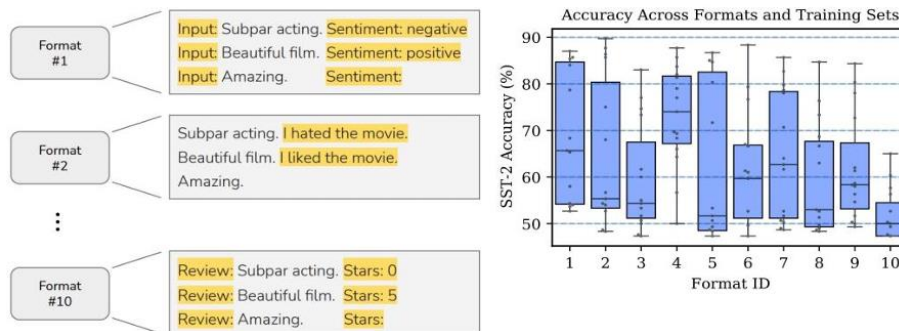 Format
#1
Input: Subpar acting. Sentiment: negative
Input: Beautiful film. Sentiment: positive
Input: Amazing. Sentiment:
Format
#2
Subpar acting. I hated the movie.
Beautiful film. I liked the movie.
Amazing.
Format
#10
Review: Subpar acting. Stars: 0
Review: Beautiful film. Stars: 5
Review: Amazing. Stars:
Accuracy Across Formats and Training Sets
SST-2 Accuracy (%)
90
80
70
60
50
1 2 3 4 5 6 7 8 9 10
Format ID